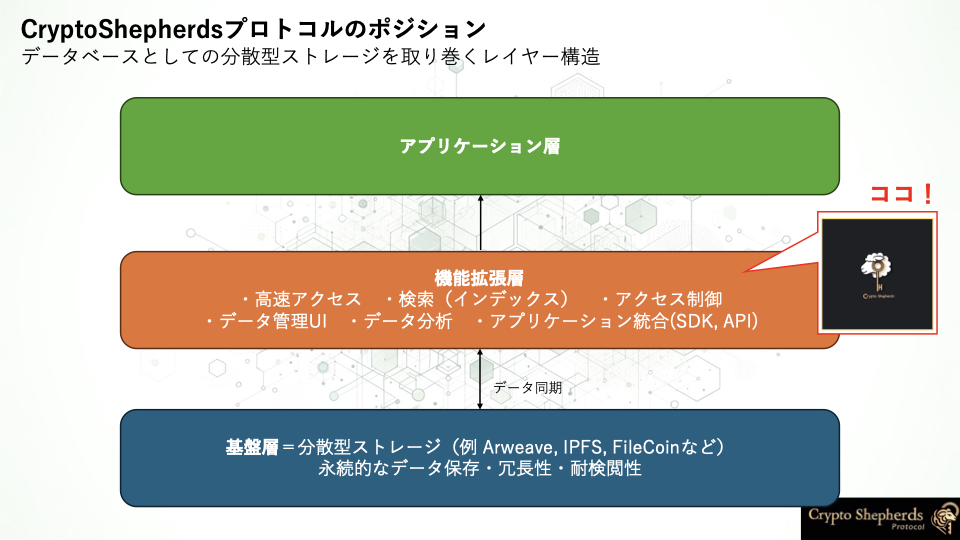 CryptoShepherdsプロトコルのポジション
データベースとしての分散型ストレージを取り巻くレイヤー構造
アプリケーション層
ココ！
機能拡張層
・高速アクセス　・検索（インデックス）　・アクセス制御
・データ管理UI　・データ分析　・アプリケーション統合(SDK, API)
Crypto Shepherds
データ同期
基盤層＝分散型ストレージ（例 Arweave, IPFS, FileCoinなど）
永続的なデータ保存・冗長性・耐検閲性
Crypto Shepherds
Protocol